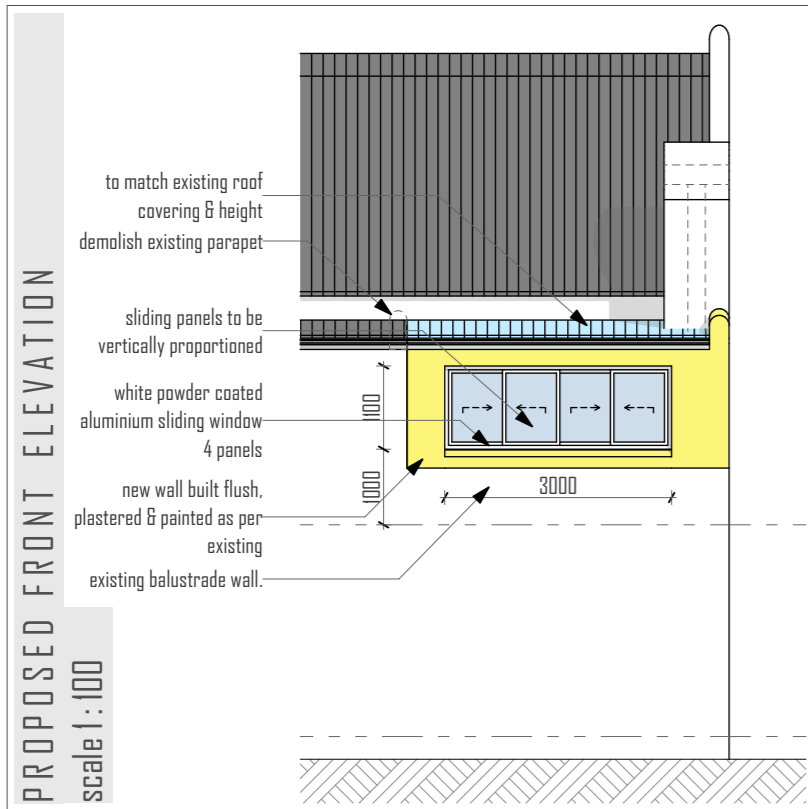 PROPOSED FRONT ELEVATION
scale 1:100
to match existing roof
covering & height
demolish existing parapet
sliding panels to be
vertically proportioned
white powder coated
aluminium sliding window
4 panels
new wall built flush,
plastered & painted as per
existing
existing balustrade wall.
1100
1000
3000